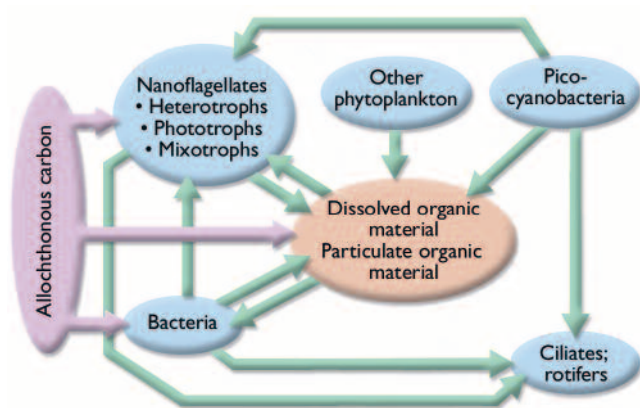 Nanoflagellates
• Heterotrophs
• Phototrophs
• Mixotrophs
Other
phytoplankton
Pico-
cyanobacteria
Allochthonous carbon
Dissolved organic
material
Particulate organic
material
Bacteria
Ciliates;
rotifers